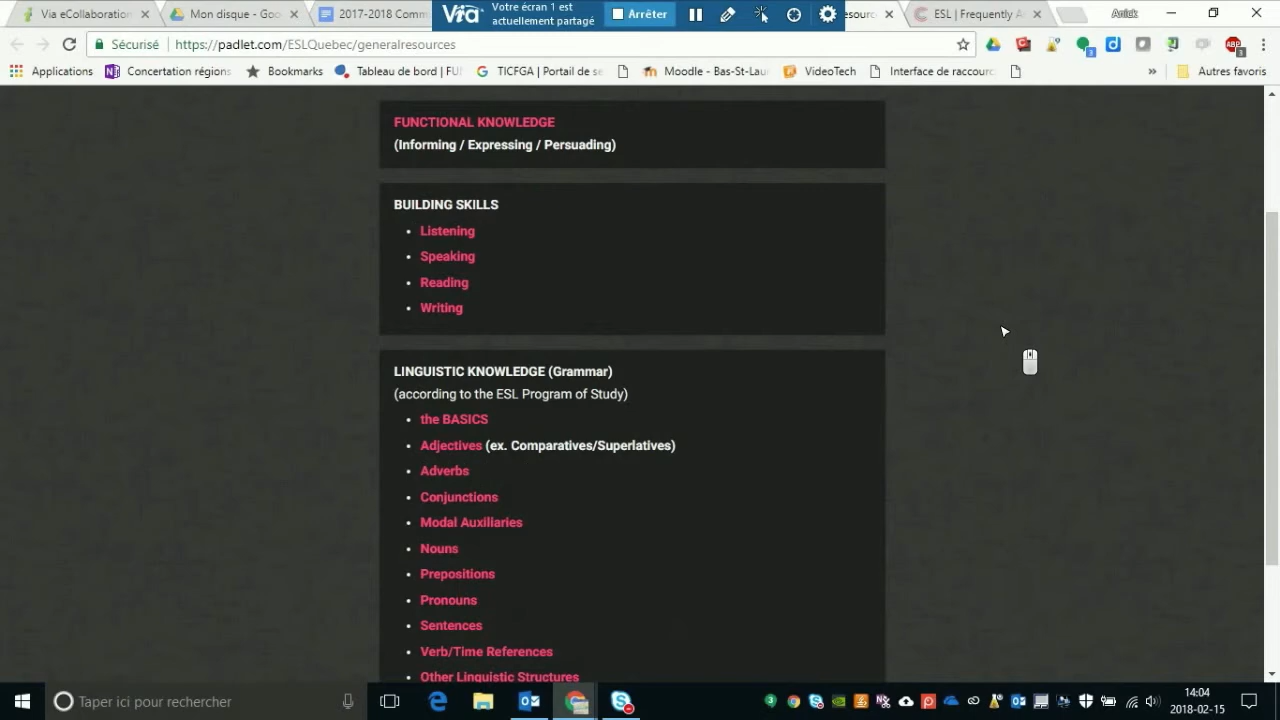 Via eCollaboration
Mon disque - Goo
2017-2018 Comm
Via
Votre écran 1 est
actuellement partagé
Arrêter
esourc
ESL | Frequently A
Anick
Sécurisé
https://padlet.com/ESLQuebec/generalresources
Applications
Concertation régions
Bookmarks
Tableau de bord | FU
TICFGA | Portail de se
Moodle - Bas-St-Lau
VideoTech
Interface de raccourc
»
Autres favoris
FUNCTIONAL KNOWLEDGE
(Informing / Expressing / Persuading)
BUILDING SKILLS
• Listening
• Speaking
• Reading
• Writing
LINGUISTIC KNOWLEDGE (Grammar)
(according to the ESL Program of Study)
• the BASICS
• Adjectives (ex. Comparatives/Superlatives)
• Adverbs
• Conjunctions
• Modal Auxiliaries
• Nouns
• Prepositions
• Pronouns
• Sentences
• Verb/Time References
• Other Linguistic Structures
Taper ici pour rechercher
14:04
2018-02-15